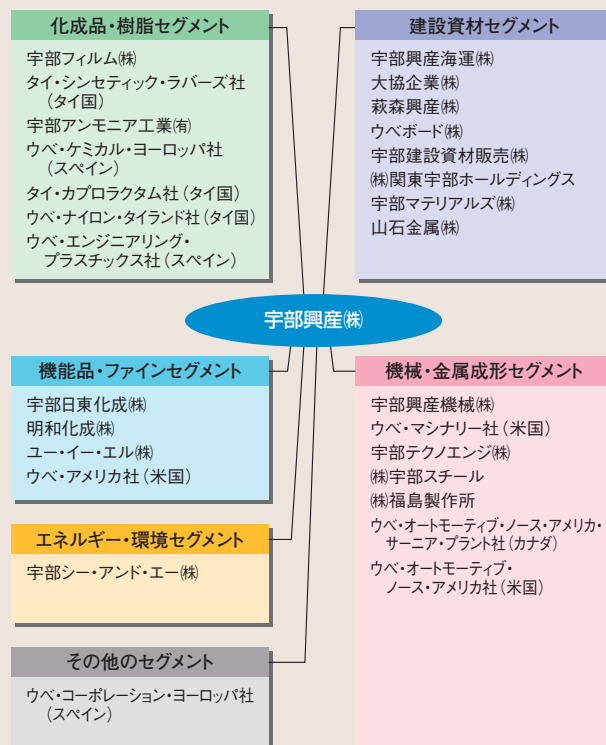 化成品・樹脂セグメント
宇部フィルム㈱
タイ・シンセティック・ラバーズ社
（タイ国）
宇部アンモニア工業㈲
ウベ・ケミカル・ヨーロッパ社
（スペイン）
タイ・カプロラクタム社（タイ国）
ウベ・ナイロン・タイランド社（タイ国）
ウベ・エンジニアリング・
プラスチックス社（スペイン）
建設資材セグメント
宇部興産海運㈱
大協企業㈱
萩森興産㈱
ウベボード㈱
宇部建設資材販売㈱
㈱関東宇部ホールディングス
宇部マテリアルズ㈱
山石金属㈱
宇部興産㈱
機能品・ファインセグメント
宇部日東化成㈱
明和化成㈱
ユー・イー・エル㈱
ウベ・アメリカ社（米国）
機械・金属成形セグメント
宇部興産機械㈱
ウベ・マシナリー社（米国）
宇部テクノエンジ㈱
㈱宇部スチール
㈱福島製作所
ウベ・オートモーティブ・ノース・アメリカ・
サーニア・プラント社（カナダ）
ウベ・オートモーティブ・
ノース・アメリカ社（米国）
エネルギー・環境セグメント
宇部シー・アンド・エー㈱
その他のセグメント
ウベ・コーポレーション・ヨーロッパ社
（スペイン）